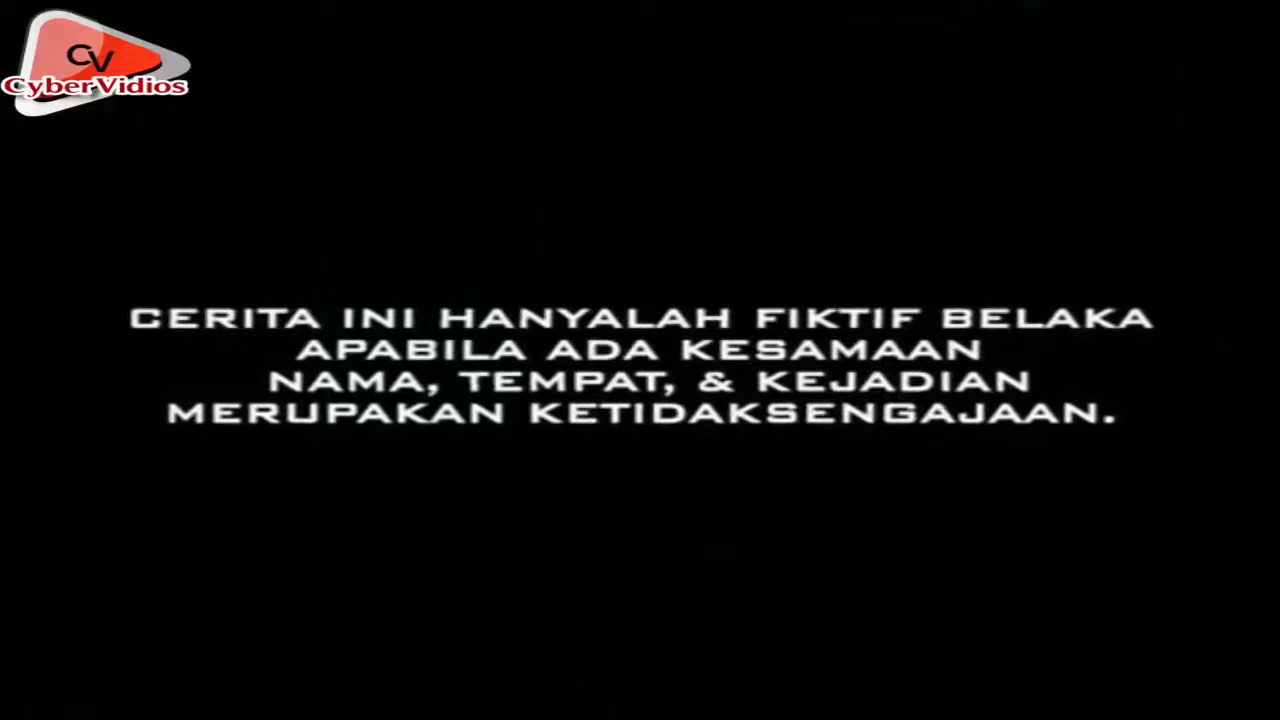 CV
CyberVidios
CERITA INI HANYALAH FIKTIF BELAKA
APABILA ADA KESAMAAN
NAMA, TEMPAT, & KEJADIAN
MERUPAKAN KETIDAKSENGAJAAN.